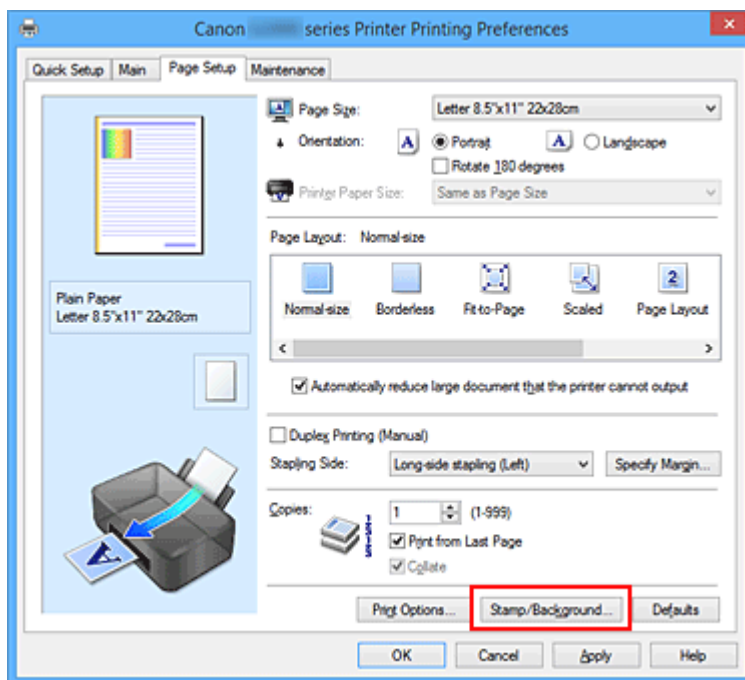 Canon series Printer Printing Preferences
Quick Setup Main Page Setup Maintenance
Page Size: Letter 8.5"x11" 22x28cm
Orientation: A Portrait A Landscape
Rotate 180 degrees
Printer Paper Size: Same as Page Size
Page Layout: Normal-size
2
Normal-size Borderless Fit-to-Page Scaled Page Layout
Plain Paper
Letter 8.5"x11" 22x28cm
Automatically reduce large document that the printer cannot output
Duplex Printing (Manual)
Stapling Side: Long-side stapling (Left) Specify Margin...
Copies: 1 (1-999)
Print from Last Page
Collate
A
Print Options... Stamp/Background... Defaults
OK Cancel Apply Help